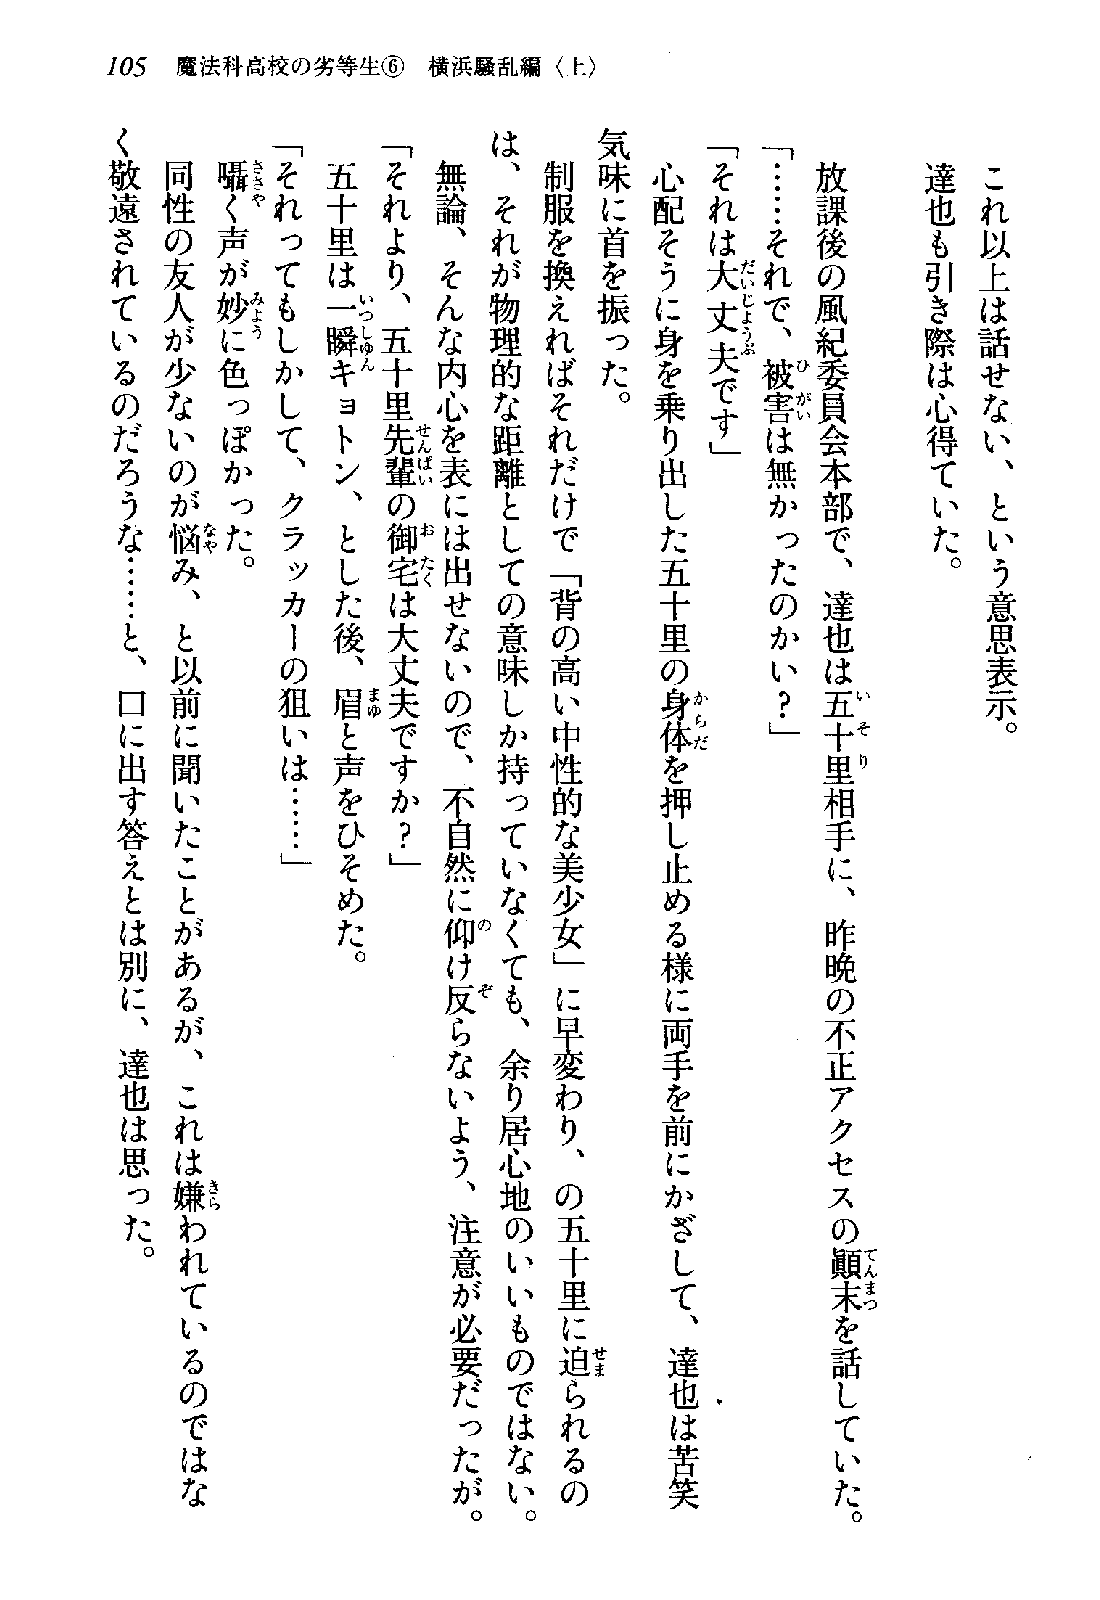 105　魔法科高校の劣等生⑥　横浜騒乱編〈上〉
これ以上は話せない、という意思表示。
達也も引き際は心得ていた。
放課後の風紀委員会本部で、達也は五十里相手に、昨晩の不正アクセスの顚末を話していた。
「……それで、被害は無かったのかい？」
「それは大丈夫です」
心配そうに身を乗り出した五十里の身体を押し止める様に両手を前にかざして、達也は苦笑
気味に首を振った。
制服を換えればそれだけで「背の高い中性的な美少女」に早変わり、の五十里に迫られるの
は、それが物理的な距離としての意味しか持っていなくても、余り居心地のいいものではない。
無論、そんな内心を表には出せないので、不自然に仰け反らないよう、注意が必要だったが。
「それより、五十里先輩の御宅は大丈夫ですか？」
五十里は一瞬キョトン、とした後、眉と声をひそめた。
「それってもしかして、クラッカーの狙いは……」
囁く声が妙に色っぽかった。
同性の友人が少ないのが悩み、と以前に聞いたことがあるが、これは嫌われているのではな
く敬遠されているのだろうな……と、口に出す答えとは別に、達也は思った。